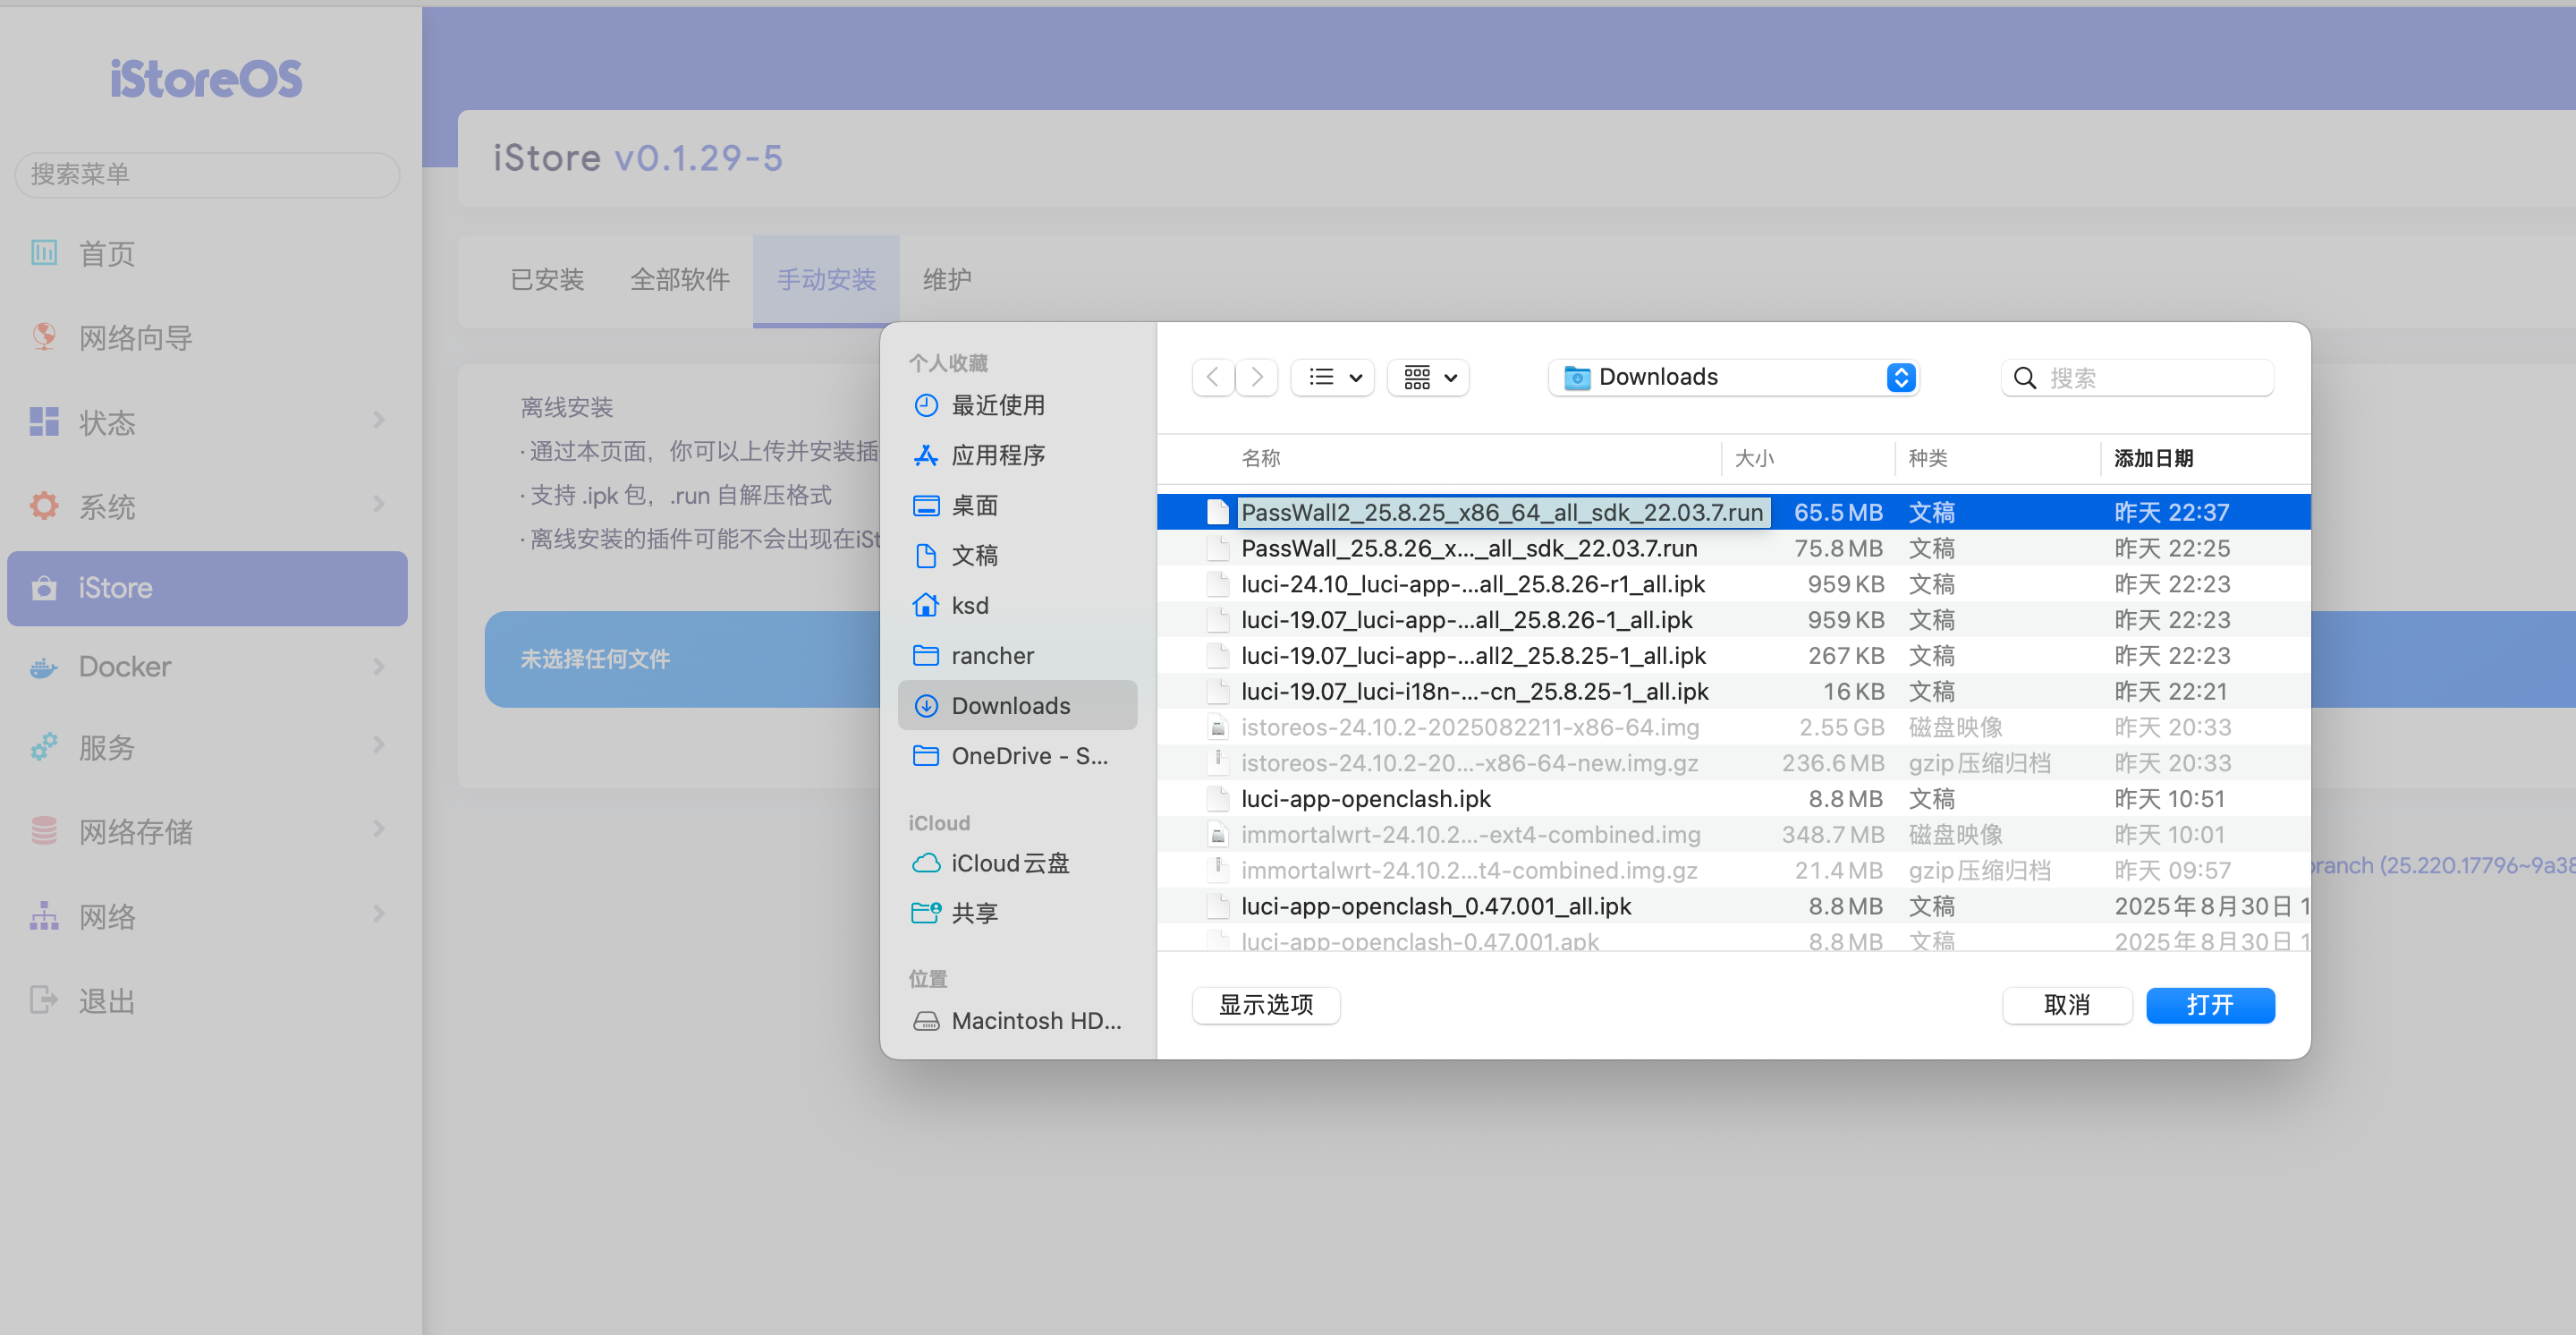 iStoreOS
搜索菜单
首页
网络向导
状态
系统
iStore
Docker
服务
网络存储
网络
退出
iStore v0.1.29-5
已安装 全部软件 手动安装 维护
离线安装
· 通过本页面，你可以上传并安装插
· 支持 .ipk 包，.run 自解压格式
· 离线安装的插件可能不会出现在iSt
未选择任何文件
个人收藏
最近使用
应用程序
桌面
文稿
ksd
rancher
Downloads
OneDrive - S...
iCloud
iCloud云盘
共享
位置
Macintosh HD...
Downloads
搜索
名称 大小 种类 添加日期
PassWall2_25.8.25_x86_64_all_sdk_22.03.7.run 65.5 MB 文稿 昨天 22:37
PassWall_25.8.26_x..._all_sdk_22.03.7.run 75.8 MB 文稿 昨天 22:25
luci-24.10_luci-app-...all_25.8.26-r1_all.ipk 959 KB 文稿 昨天 22:23
luci-19.07_luci-app-...all_25.8.26-1_all.ipk 959 KB 文稿 昨天 22:23
luci-19.07_luci-app-...all2_25.8.25-1_all.ipk 267 KB 文稿 昨天 22:23
luci-19.07_luci-i18n-...-cn_25.8.25-1_all.ipk 16 KB 文稿 昨天 22:21
istoreos-24.10.2-2025082211-x86-64.img 2.55 GB 磁盘映像 昨天 20:33
istoreos-24.10.2-20...-x86-64-new.img.gz 236.6 MB gzip压缩归档 昨天 20:33
luci-app-openclash.ipk 8.8 MB 文稿 昨天 10:51
immortalwrt-24.10.2...-ext4-combined.img 348.7 MB 磁盘映像 昨天 10:01
immortalwrt-24.10.2...t4-combined.img.gz 21.4 MB gzip压缩归档 昨天 09:57
luci-app-openclash_0.47.001_all.ipk 8.8 MB 文稿 2025年8月30日 1
luci-app-openclash-0.47.001.apk 8.8 MB 文稿 2025年8月30日 1
显示选项 取消 打开
branch (25.220.17796~9a38